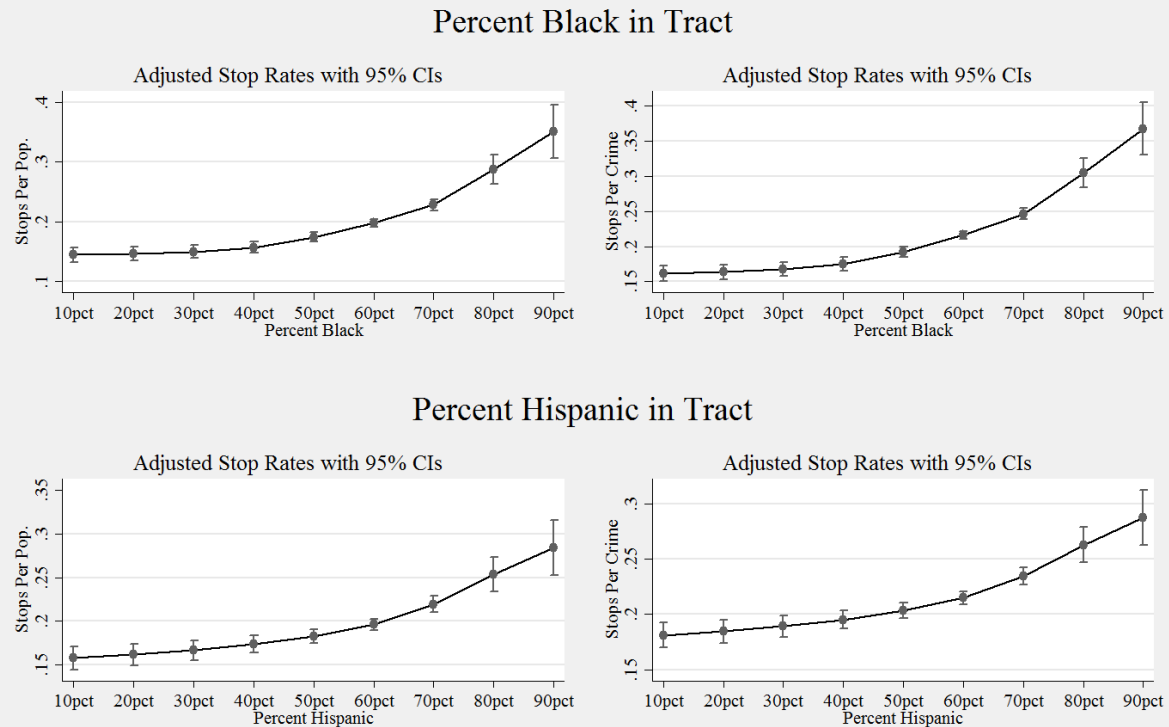 Percent Black in Tract
Adjusted Stop Rates with 95% CIs
Stops Per Pop.
.4
.3
.2
.1
10pct 20pct 30pct 40pct 50pct 60pct 70pct 80pct 90pct
Percent Black
Adjusted Stop Rates with 95% CIs
Stops Per Crime
.4
.35
.3
.25
.2
.15
10pct 20pct 30pct 40pct 50pct 60pct 70pct 80pct 90pct
Percent Black
Percent Hispanic in Tract
Adjusted Stop Rates with 95% CIs
Stops Per Pop.
.35
.3
.25
.2
.15
10pct 20pct 30pct 40pct 50pct 60pct 70pct 80pct 90pct
Percent Hispanic
Adjusted Stop Rates with 95% CIs
Stops Per Crime
.3
.25
.2
.15
10pct 20pct 30pct 40pct 50pct 60pct 70pct 80pct 90pct
Percent Hispanic